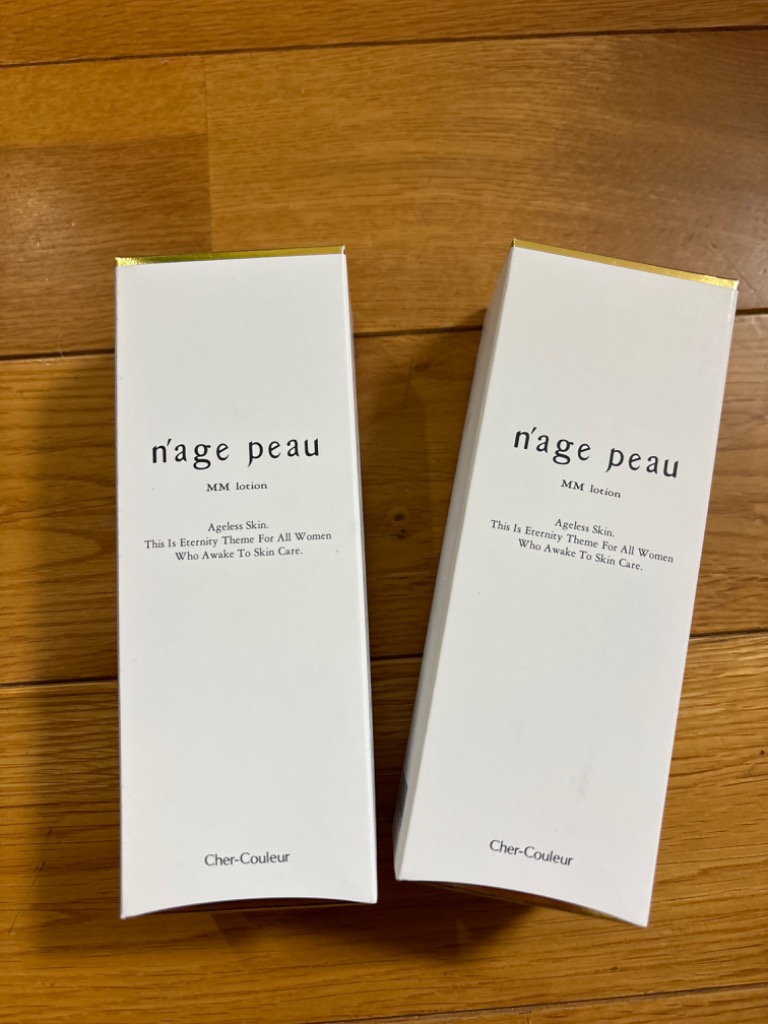 n'age peau
MM lotion
Ageless Skin.
This Is Eternity Theme For All Women
Who Awake To Skin Care.
Cher-Couleur
n'age peau
MM lotion
Ageless Skin.
This Is Eternity Theme For All Women
Who Awake To Skin Care.
Cher-Couleur